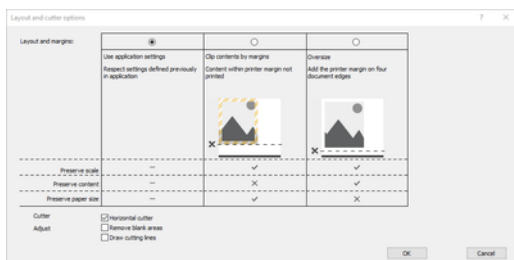 Layout and cutter options
? ×
Layout and margins:
Use application settings
Respect settings defined previously
in application
Clip contents by margins
Content within printer margin not
printed
Oversize
Add the printer margin on four
document edges
Preserve scale — ✓ ✓
Preserve content — × ✓
Preserve paper size — ✓ ×
Cutter
Horizontal cutter
Adjust
Remove blank areas
Draw cutting lines
OK Cancel